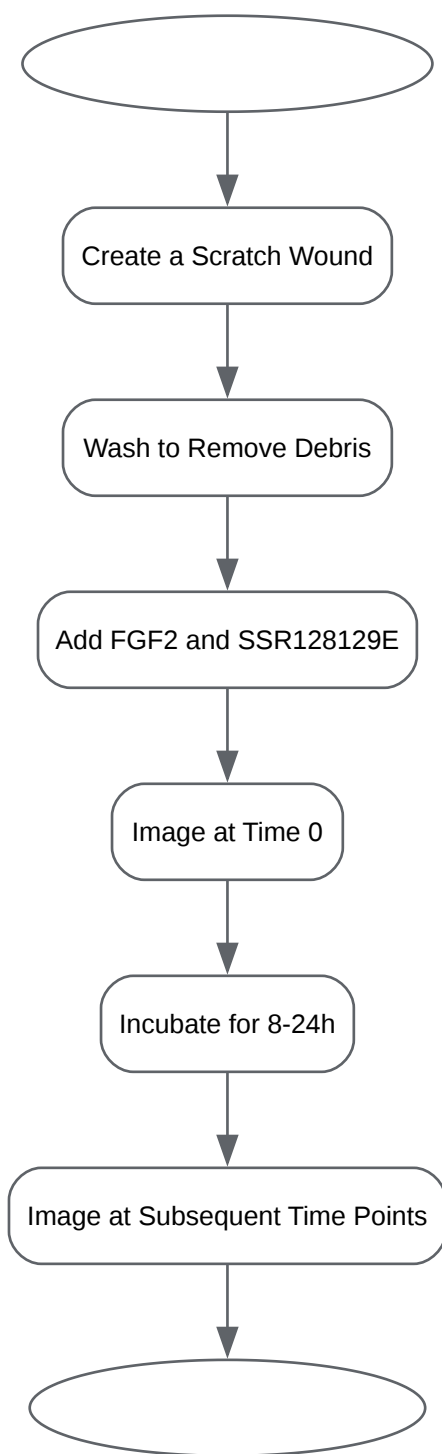 Create a Scratch Wound
Wash to Remove Debris
Add FGF2 and SSR128129E
Image at Time 0
Incubate for 8-24h
Image at Subsequent Time Points